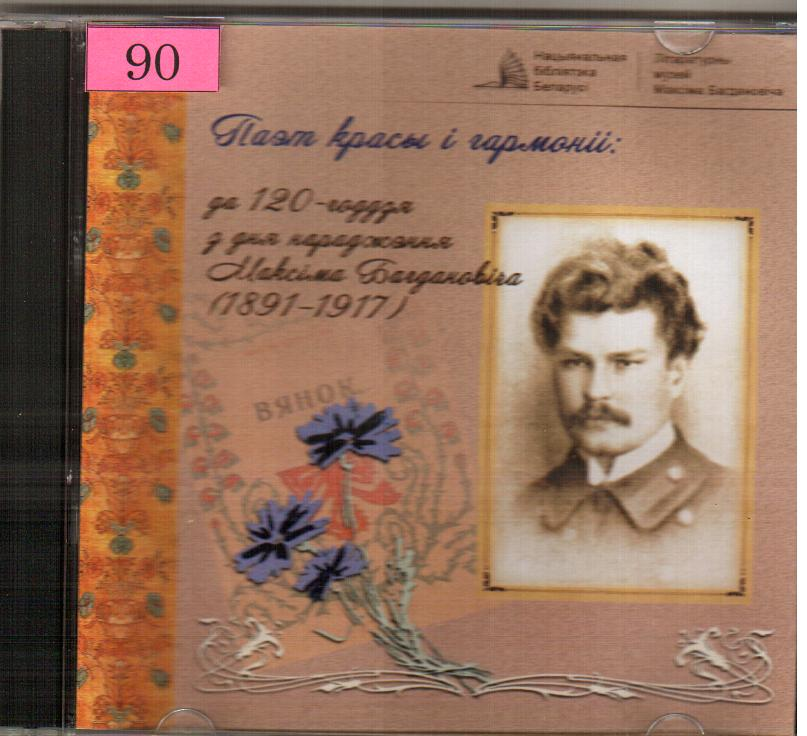 90
Нацыянальная
бібліятэка
Беларусі
Літаратурны
музей
Максіма Багдановіча
Паэт красы і гармоніі:
да 120-годдзя
з дня нараджэння
Максіма Багдановіча
(1891–1917)
ВЯНОК